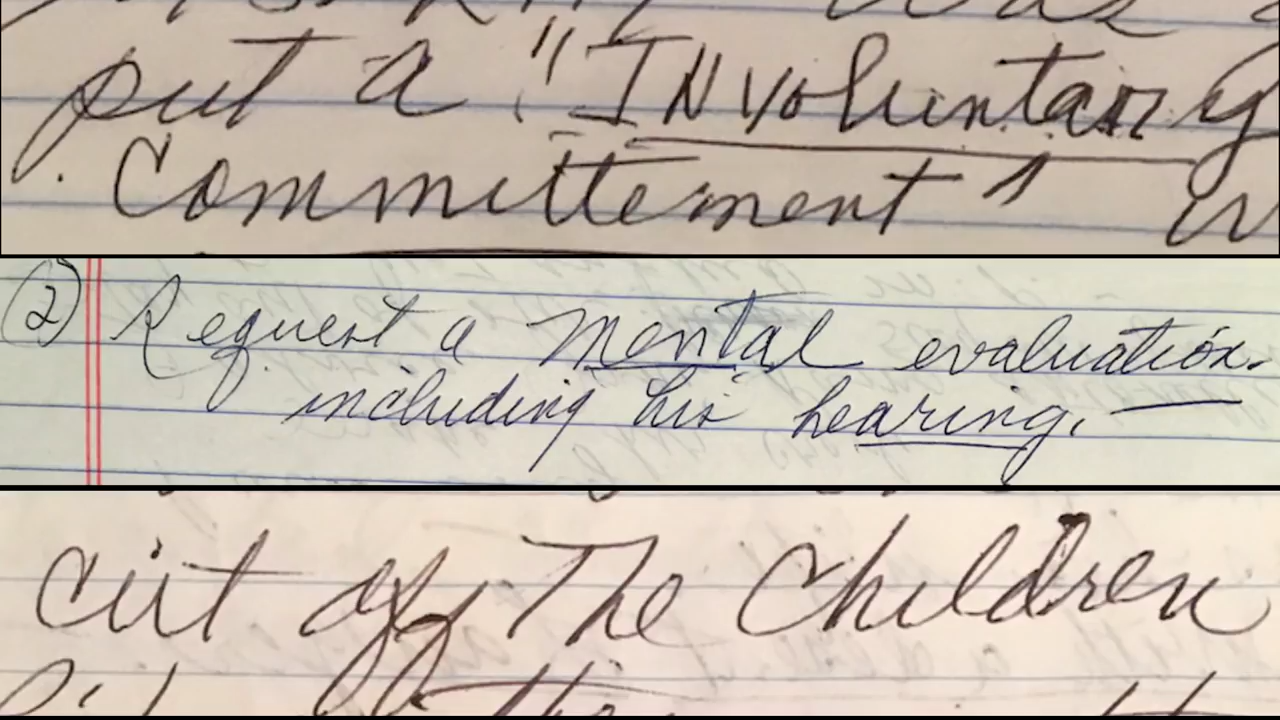 put a "Involuntary
Committement" w
(2) Request a mental evaluation.
including his hearing. —
cut off The Children